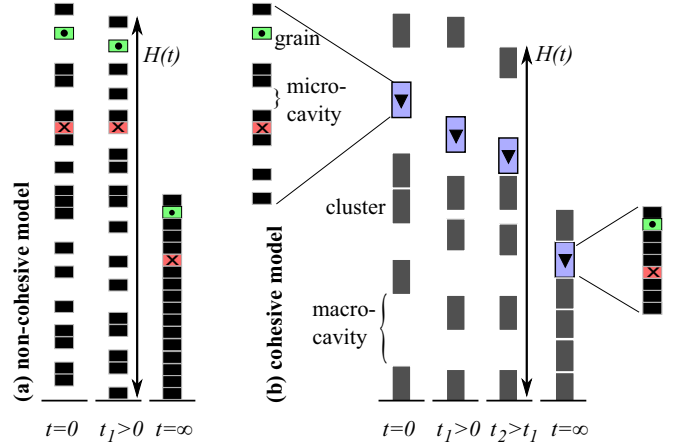 (a) non-cohesive model
H(t)
t=0
t₁>0
t=∞
(b) cohesive model
grain
micro-
cavity
cluster
macro-
cavity
H(t)
t=0
t₁>0
t₂>t₁
t=∞